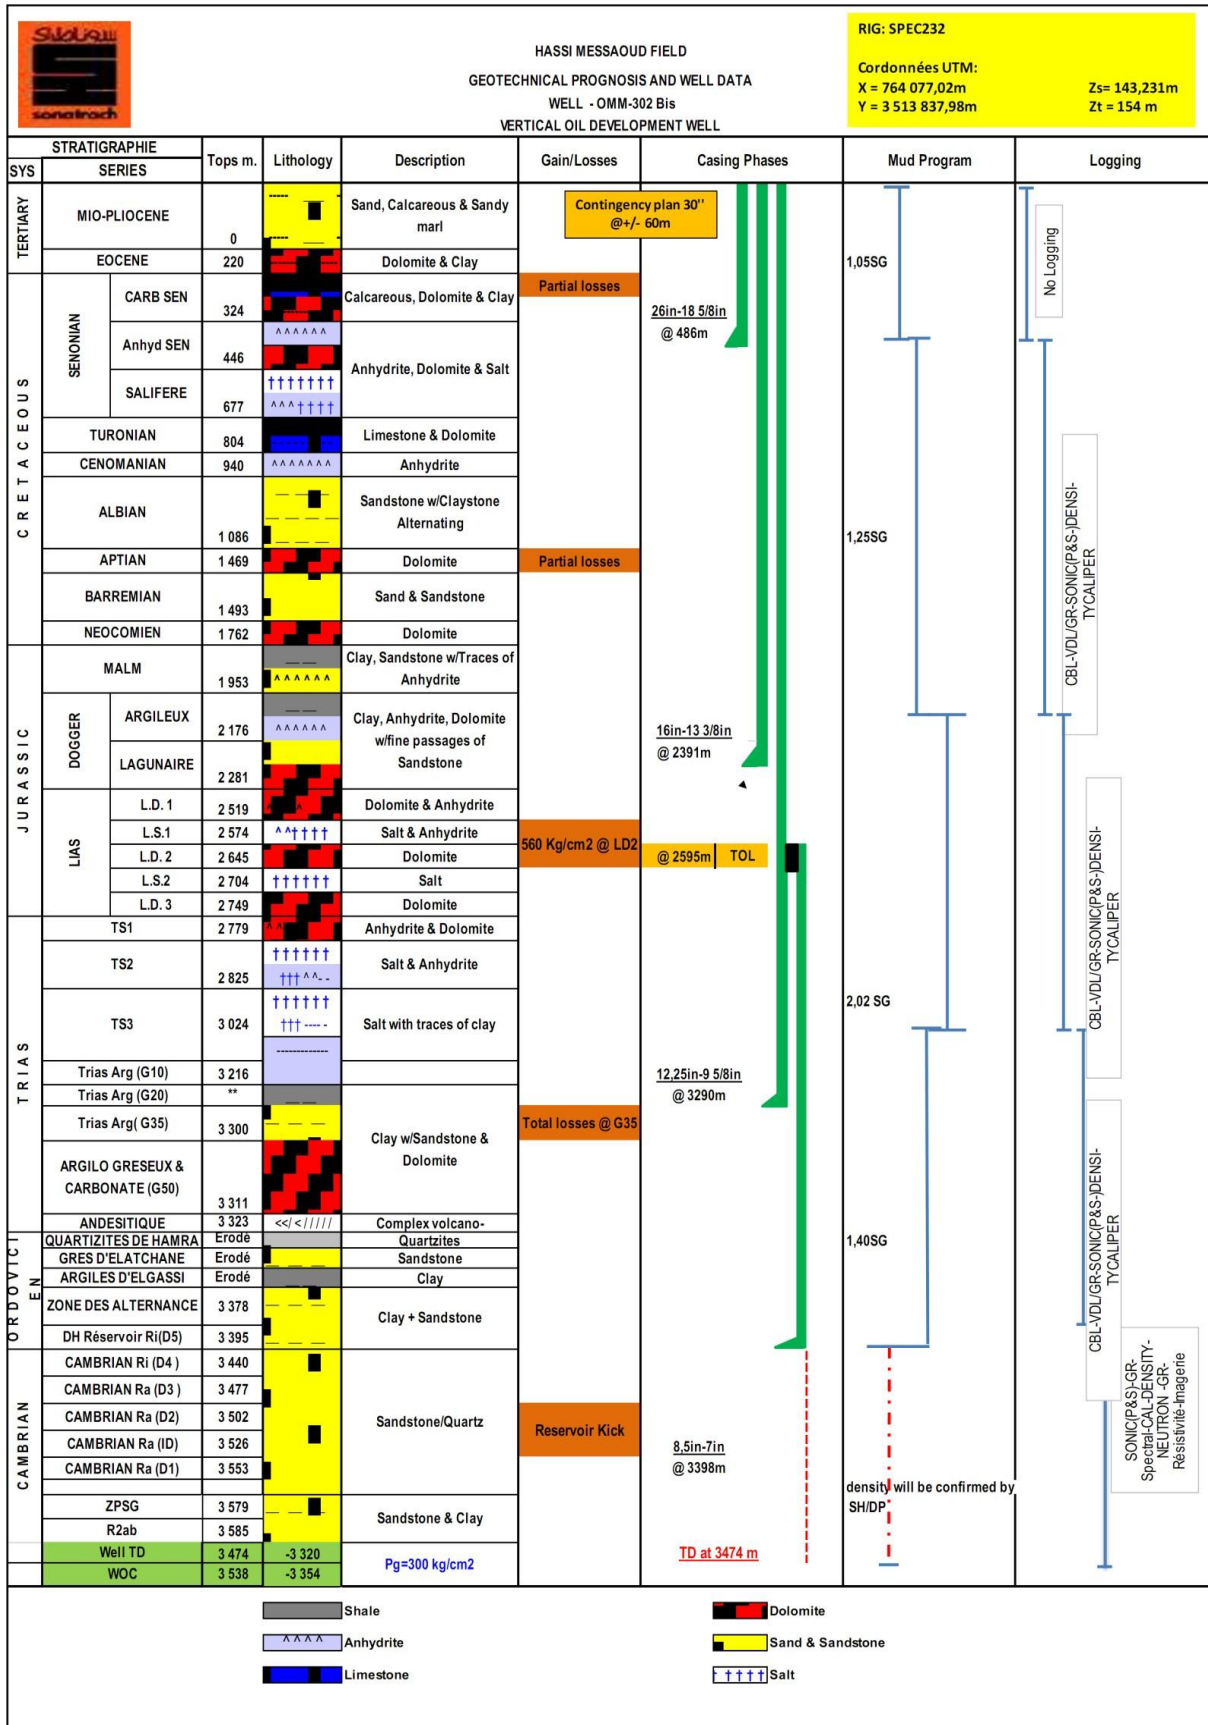 سوناطراك
sonatrach
HASSI MESSAOUD FIELD
GEOTECHNICAL PROGNOSIS AND WELL DATA
WELL - OMM-302 Bis
VERTICAL OIL DEVELOPMENT WELL
RIG: SPEC232
Cordonnées UTM:
X = 764 077,02m Zs= 143,231m
Y = 3 513 837,98m Zt = 154 m
STRATIGRAPHIE
SYS SERIES Tops m. Lithology Description Gain/Losses Casing Phases Mud Program Logging
TERTIARY
MIO-PLIOCENE 0 Sand, Calcareous & Sandy
marl
Contingency plan 30''
@+/- 60m
EOCENE 220 Dolomite & Clay
1,05SG
No Logging
CRETACEOUS
SENONIAN
CARB SEN 324 Calcareous, Dolomite & Clay Partial losses
26in-18 5/8in
@ 486m
Anhyd SEN 446
Anhydrite, Dolomite & Salt
SALIFERE 677
TURONIAN 804 Limestone & Dolomite
CENOMANIAN 940 Anhydrite
ALBIAN 1 086 Sandstone w/Claystone
Alternating
1,25SG
CBL-VDL/GR-SONIC(P&S-)DENSI-
TYCALIPER
APTIAN 1 469 Dolomite Partial losses
BARREMIAN 1 493 Sand & Sandstone
NEOCOMIEN 1 762 Dolomite
JURASSIC
MALM 1 953 Clay, Sandstone w/Traces of
Anhydrite
DOGGER
ARGILEUX 2 176 Clay, Anhydrite, Dolomite
w/fine passages of
Sandstone
16in-13 3/8in
@ 2391m
LAGUNAIRE 2 281
LIAS
L.D. 1 2 519 Dolomite & Anhydrite
L.S.1 2 574 Salt & Anhydrite
560 Kg/cm2 @ LD2
L.D. 2 2 645 Dolomite @ 2595m TOL
L.S.2 2 704 Salt
L.D. 3 2 749 Dolomite
CBL-VDL/GR-SONIC(P&S-)DENSI-
TYCALIPER
TRIAS
TS1 2 779 Anhydrite & Dolomite
TS2 2 825 Salt & Anhydrite
2,02 SG
TS3 3 024 Salt with traces of clay
Trias Arg (G10) 3 216
12,25in-9 5/8in
@ 3290m
Trias Arg (G20) **
Trias Arg( G35) 3 300 Total losses @ G35
Clay w/Sandstone &
Dolomite
ARGILO GRESEUX &
CARBONATE (G50) 3 311
ANDESITIQUE 3 323 Complex volcano-
CBL-VDL/GR-SONIC(P&S-)DENSI-
TYCALIPER
1,40SG
ORDOVICI
EN
QUARTIZITES DE HAMRA Erodé Quartzites
GRES D'ELATCHANE Erodé Sandstone
ARGILES D'ELGASSI Erodé Clay
ZONE DES ALTERNANCE 3 378
Clay + Sandstone
DH Réservoir Ri(D5) 3 395
CAMBRIAN
CAMBRIAN Ri (D4 ) 3 440
CAMBRIAN Ra (D3 ) 3 477
CAMBRIAN Ra (D2) 3 502
Sandstone/Quartz Reservoir Kick
CAMBRIAN Ra (ID) 3 526
CAMBRIAN Ra (D1) 3 553
8,5in-7in
@ 3398m
SONIC(P&S)-GR-
Spectral-CAL-DENSITY-
NEUTRON -GR-
Résistivité-Imagerie
density will be confirmed by
SH/DP
ZPSG 3 579
Sandstone & Clay
R2ab 3 585
Well TD 3 474 -3 320
Pg=300 kg/cm2
TD at 3474 m
WOC 3 538 -3 354
Shale Dolomite
Anhydrite Sand & Sandstone
Limestone Salt